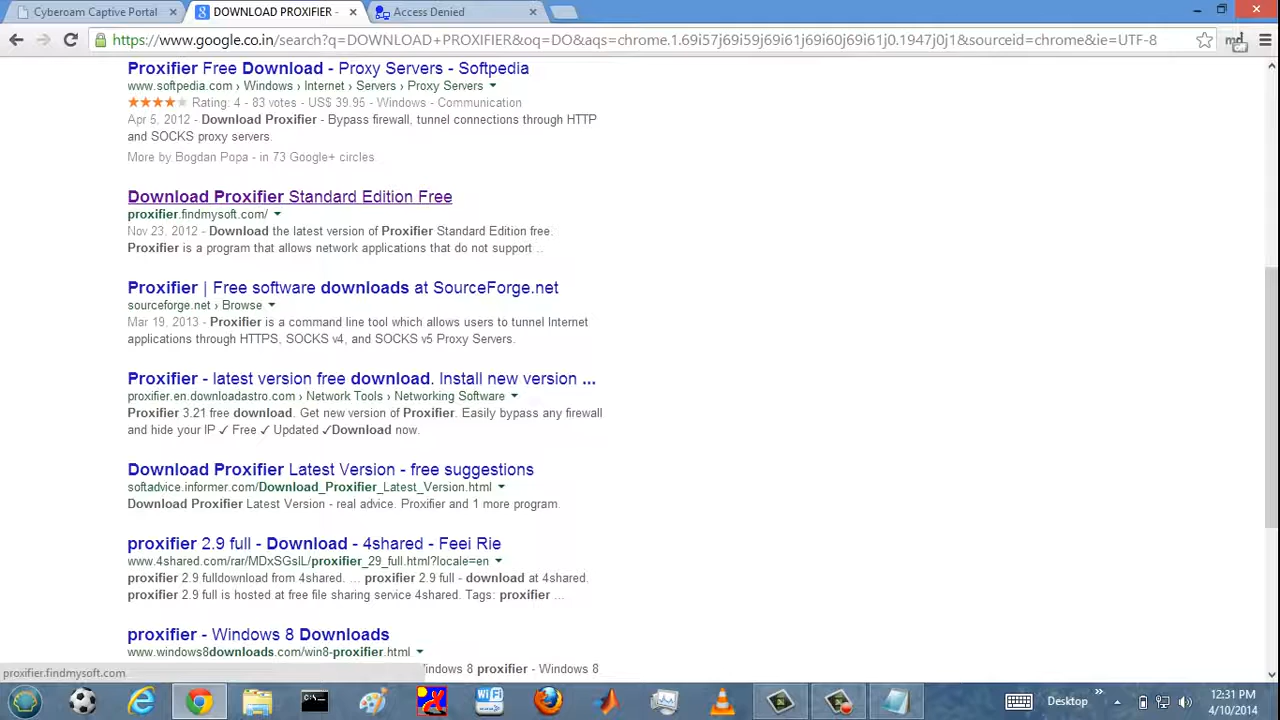 Cyberoam Captive Portal
DOWNLOAD PROXIFIER -
Access Denied
https://www.google.co.in/search?q=DOWNLOAD+PROXIFIER&oq=DO&aqs=chrome.1.69i57j69i59j69i61j69i60j69i61j0.1947j0j1&sourceid=chrome&ie=UTF-8
Proxifier Free Download - Proxy Servers - Softpedia
www.softpedia.com › Windows › Internet › Servers › Proxy Servers
Rating: 4 - 83 votes - US$ 39.95 - Windows - Communication
Apr 5, 2012 - Download Proxifier - Bypass firewall, tunnel connections through HTTP
and SOCKS proxy servers.
More by Bogdan Popa - in 73 Google+ circles
Download Proxifier Standard Edition Free
proxifier.findmysoft.com/
Nov 23, 2012 - Download the latest version of Proxifier Standard Edition free.
Proxifier is a program that allows network applications that do not support ..
Proxifier | Free software downloads at SourceForge.net
sourceforge.net › Browse
Mar 19, 2013 - Proxifier is a command line tool which allows users to tunnel Internet
applications through HTTPS, SOCKS v4, and SOCKS v5 Proxy Servers.
Proxifier - latest version free download. Install new version ...
proxifier.en.downloadastro.com › Network Tools › Networking Software
Proxifier 3.21 free download. Get new version of Proxifier. Easily bypass any firewall
and hide your IP ✓ Free ✓ Updated ✓Download now.
Download Proxifier Latest Version - free suggestions
softadvice.informer.com/Download_Proxifier_Latest_Version.html
Download Proxifier Latest Version - real advice. Proxifier and 1 more program.
proxifier 2.9 full - Download - 4shared - Feei Rie
www.4shared.com/rar/MDxSGsIL/proxifier_29_full.html?locale=en
proxifier 2.9 fulldownload from 4shared. ... proxifier 2.9 full - download at 4shared.
proxifier 2.9 full is hosted at free file sharing service 4shared. Tags: proxifier ...
proxifier - Windows 8 Downloads
www.windows8downloads.com/win8-proxifier.html
indows 8 proxifier - Windows 8
proxifier.findmysoft.com
WiFi
Desktop
12:31 PM
4/10/2014